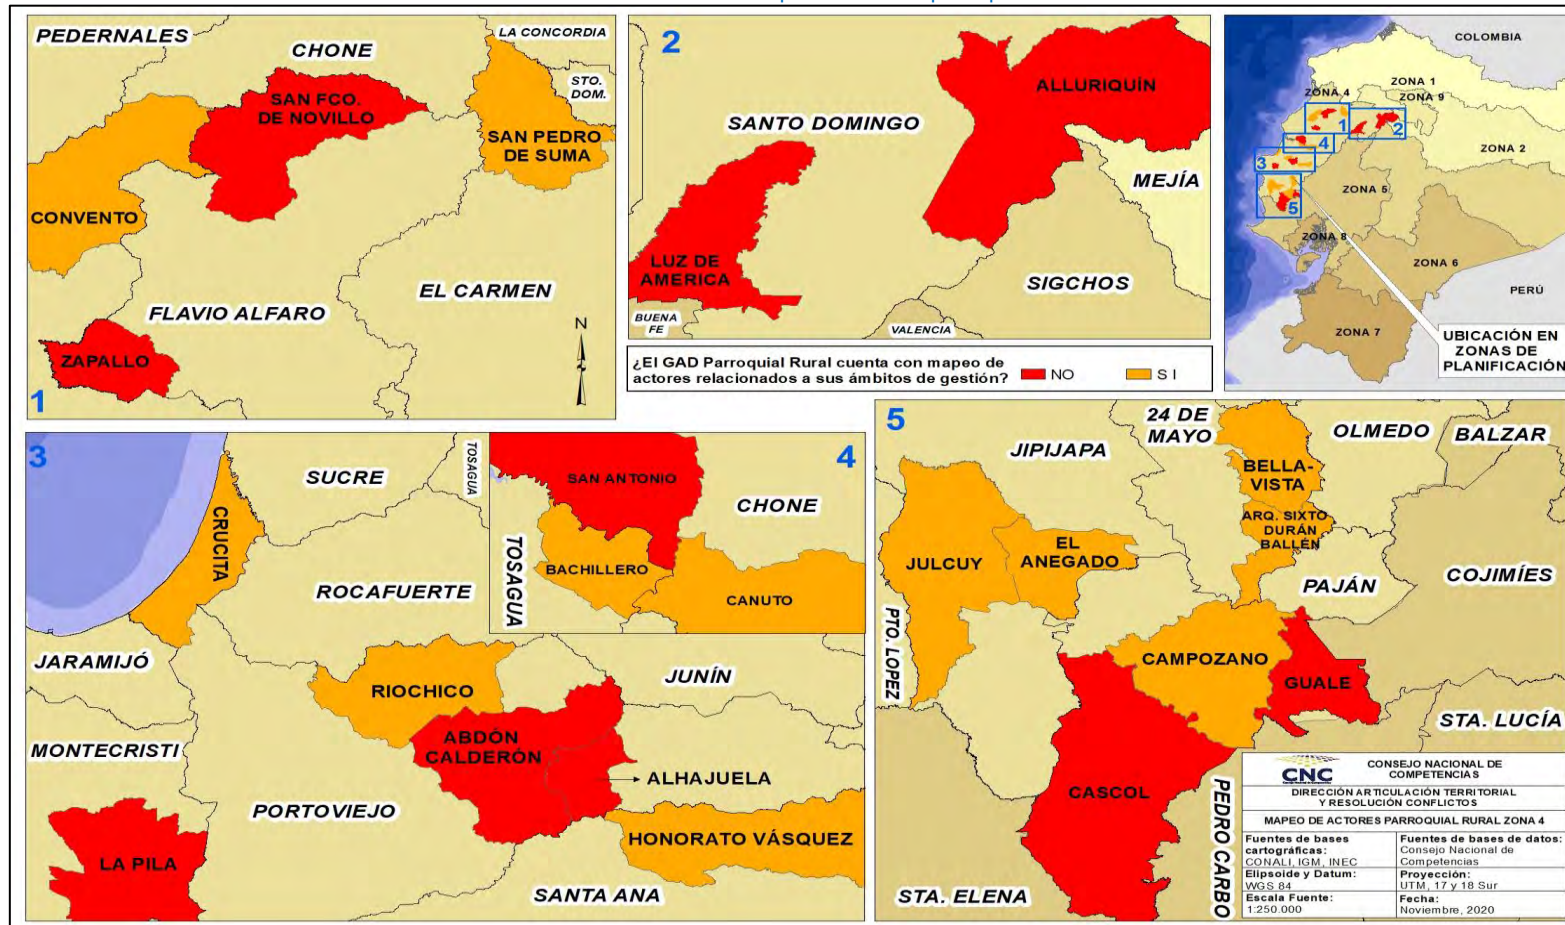 PEDERNALES
CHONE
LA CONCORDIA
STO.
DOM.
SAN FCO.
DE NOVILLO
SAN PEDRO
DE SUMA
CONVENTO
EL CARMEN
FLAVIO ALFARO
ZAPALLO
N
1
2
ALLURIQUÍN
SANTO DOMINGO
MEJÍA
LUZ DE
AMERICA
SIGCHOS
BUENA
FE
VALENCIA
¿El GAD Parroquial Rural cuenta con mapeo de
actores relacionados a sus ámbitos de gestión?
NO
SI
COLOMBIA
ZONA 1
ZONA 4
ZONA 9
1
2
4
3
ZONA 2
ZONA 5
5
ZONA 8
ZONA 6
PERÚ
ZONA 7
UBICACIÓN EN
ZONAS DE
PLANIFICACIÓN
3
SUCRE
TOSAGUA
CRUCITA
ROCAFUERTE
JARAMIJÓ
RIOCHICO
JUNÍN
MONTECRISTI
ABDÓN
CALDERÓN
ALHAJUELA
PORTOVIEJO
HONORATO VÁSQUEZ
LA PILA
SANTA ANA
4
SAN ANTONIO
CHONE
TOSAGUA
BACHILLERO
CANUTO
5
24 DE
MAYO
OLMEDO
BALZAR
JIPIJAPA
BELLA-
VISTA
ARQ. SIXTO
DURÁN
BALLÉN
JULCUY
EL
ANEGADO
COJIMÍES
PAJÁN
PTO. LOPEZ
CAMPOZANO
GUALE
STA. LUCÍA
CASCOL
PEDRO CARBO
STA. ELENA
CNC
CONSEJO NACIONAL DE
COMPETENCIAS
DIRECCIÓN ARTICULACIÓN TERRITORIAL
Y RESOLUCIÓN CONFLICTOS
MAPEO DE ACTORES PARROQUIAL RURAL ZONA 4
Fuentes de bases
cartográficas:
CONALI, IGM, INEC
Fuentes de bases de datos:
Consejo Nacional de
Competencias
Elipsoide y Datum:
WGS 84
Proyección:
UTM, 17 y 18 Sur
Escala Fuente:
1:250.000
Fecha:
Noviembre, 2020